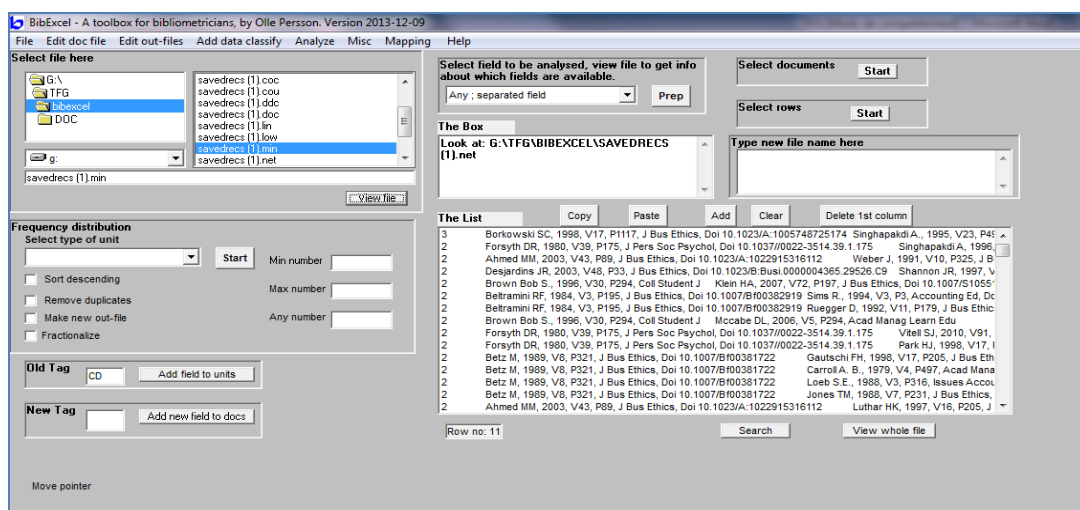 BibExcel - A toolbox for bibliometricians, by Olle Persson. Version 2013-12-09
File Edit doc file Edit out-files Add data classify Analyze Misc Mapping Help
Select file here
G:\
TFG
bibexcel
DOC
g:
savedrecs (1).coc
savedrecs (1).cou
savedrecs (1).ddc
savedrecs (1).doc
savedrecs (1).lin
savedrecs (1).low
savedrecs (1).min
savedrecs (1).net
savedrecs (1).min
View file
Frequency distribution
Select type of unit
Start
Sort descending
Remove duplicates
Make new out-file
Fractionalize
Min number
Max number
Any number
Old Tag
CD
Add field to units
New Tag
Add new field to docs
Move pointer
Select field to be analysed, view file to get info
about which fields are available.
Any ; separated field
Prep
Select documents
Start
Select rows
Start
The Box
Look at: G:\TFG\BIBEXCEL\SAVEDRECS
(1).net
Type new file name here
The List
Copy
Paste
Add
Clear
Delete 1st column
3 Borkowski SC, 1998, V17, P1117, J Bus Ethics, Doi 10.1023/A:1005748725174 Singhapakdi A., 1995, V23,
2 Forsyth DR, 1980, V39, P175, J Pers Soc Psychol, Doi 10.1037//0022-3514.39.1.175 Singhapakdi A, 1996,
2 Ahmed MM, 2003, V43, P89, J Bus Ethics, Doi 10.1023/A:1022915316112 Weber J, 1991, V10, P325, J B
2 Desjardins JR, 2003, V48, P33, J Bus Ethics, Doi 10.1023/B:Busi.0000004365.29526.C9 Shannon JR, 1997, V
2 Brown Bob S., 1996, V30, P294, Coll Student J Klein HA, 2007, V72, P197, J Bus Ethics, Doi 10.1007/S1055
2 Beltramini RF, 1984, V3, P195, J Bus Ethics, Doi 10.1007/Bf00382919 Sims R., 1994, V3, P3, Accounting Ed, Do
2 Beltramini RF, 1984, V3, P195, J Bus Ethics, Doi 10.1007/Bf00382919 Ruegger D, 1992, V11, P179, J Bus Ethic
2 Brown Bob S., 1996, V30, P294, Coll Student J Mccabe DL, 2006, V5, P294, Acad Manag Learn Edu
2 Forsyth DR, 1980, V39, P175, J Pers Soc Psychol, Doi 10.1037//0022-3514.39.1.175 Vitell SJ, 2010, V91,
2 Forsyth DR, 1980, V39, P175, J Pers Soc Psychol, Doi 10.1037//0022-3514.39.1.175 Park HJ, 1998, V17,
2 Betz M, 1989, V8, P321, J Bus Ethics, Doi 10.1007/Bf00381722 Gautschi FH, 1998, V17, P205, J Bus Eth
2 Betz M, 1989, V8, P321, J Bus Ethics, Doi 10.1007/Bf00381722 Carroll A. B., 1979, V4, P497, Acad Mana
2 Betz M, 1989, V8, P321, J Bus Ethics, Doi 10.1007/Bf00381722 Loeb S.E., 1988, V3, P316, Issues Accou
2 Betz M, 1989, V8, P321, J Bus Ethics, Doi 10.1007/Bf00381722 Jones TM, 1988, V7, P231, J Bus Ethics,
2 Ahmed MM, 2003, V43, P89, J Bus Ethics, Doi 10.1023/A:1022915316112 Luthar HK, 1997, V16, P205, J
Row no: 11
Search
View whole file